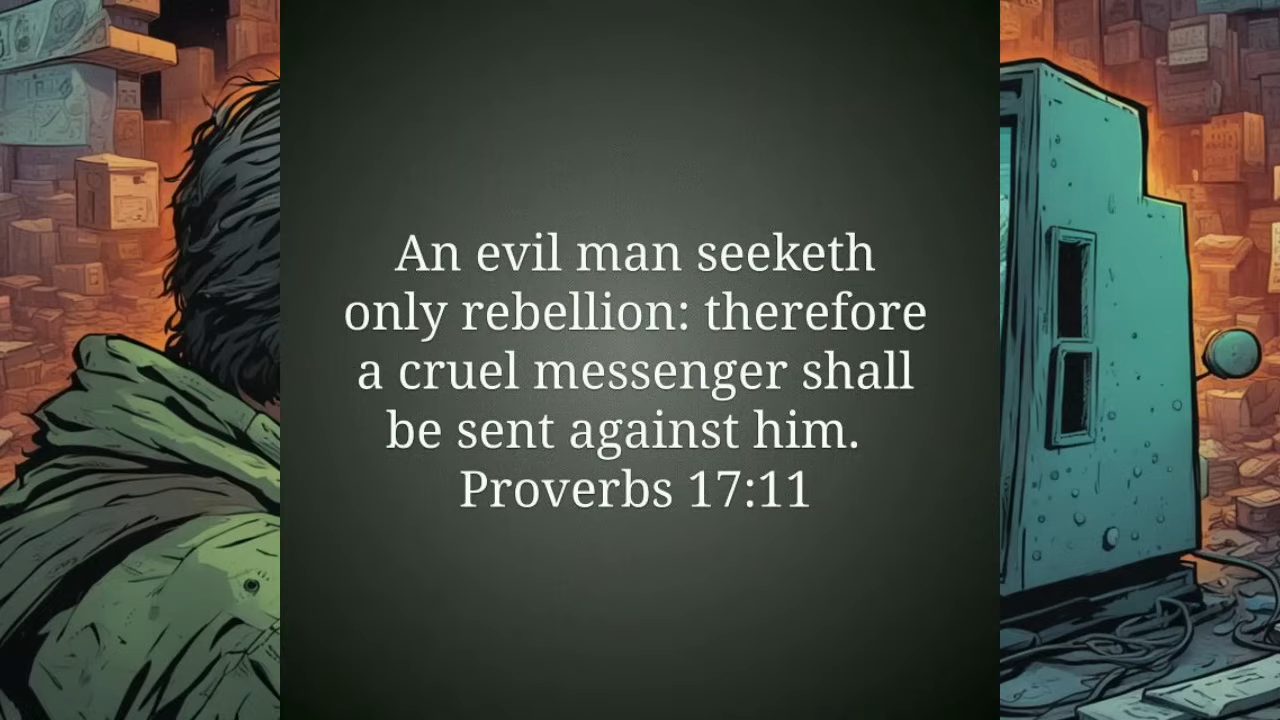 An evil man seeketh
only rebellion: therefore
a cruel messenger shall
be sent against him.
Proverbs 17:11